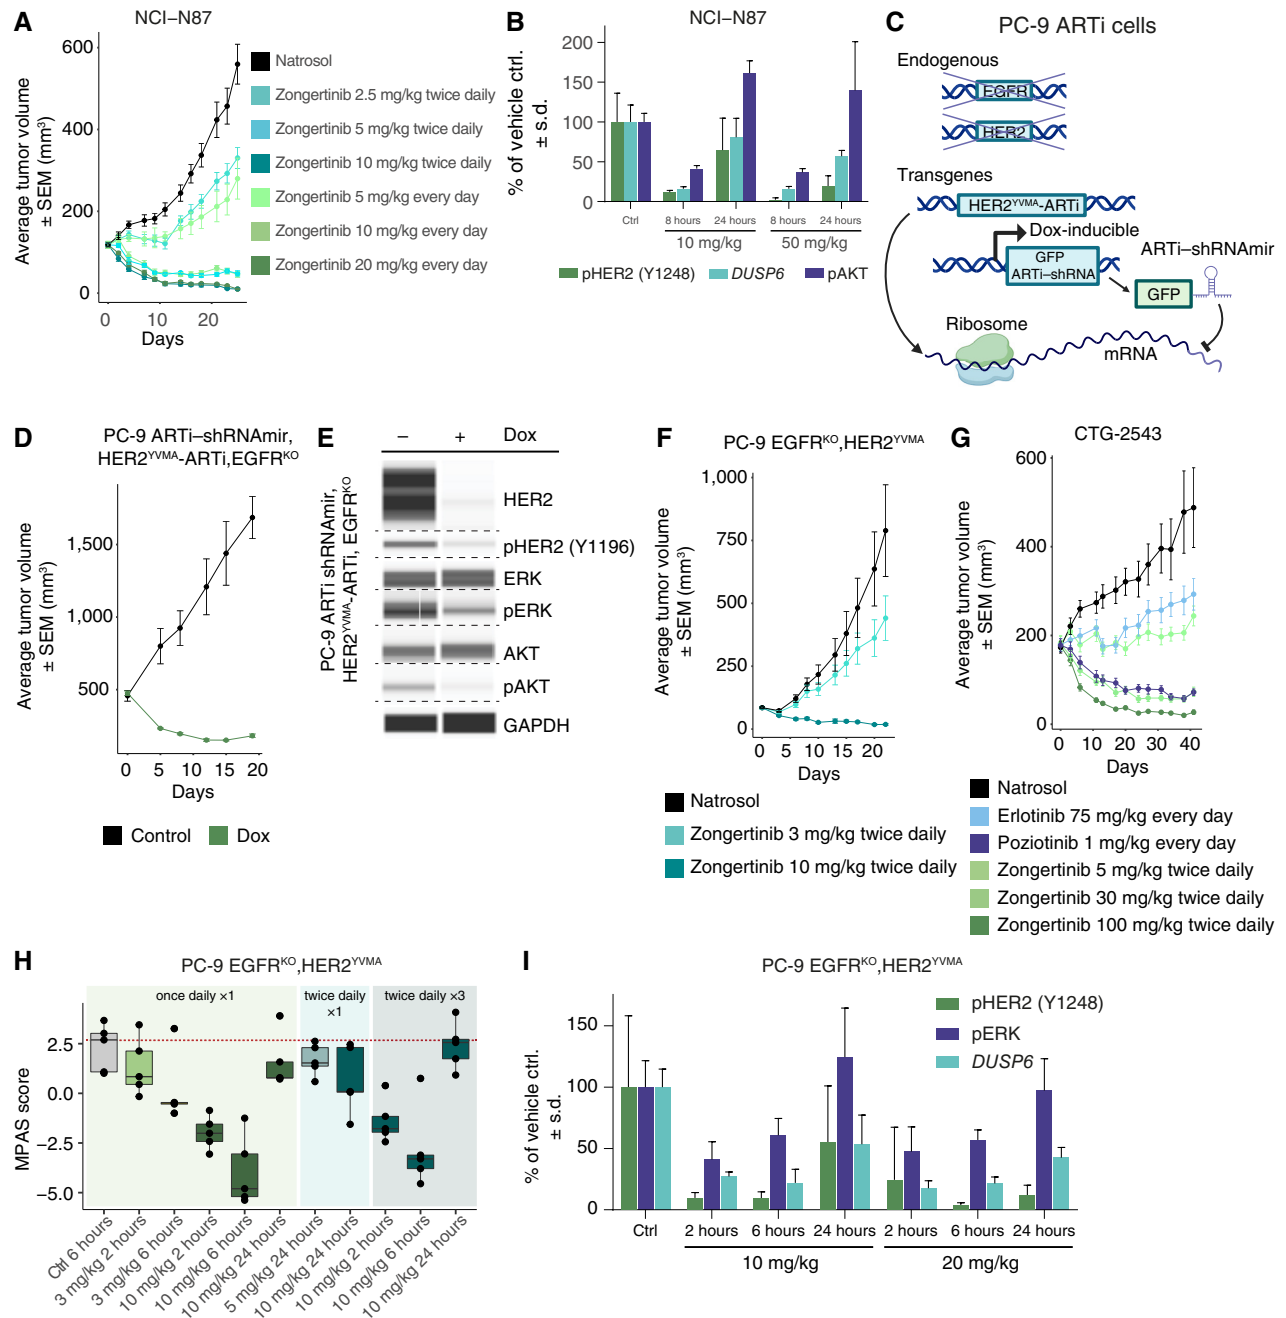 A
NCI–N87
Average tumor volume
± SEM (mm³)
600
400
200
0
0
10
20
Days
Natrosol
Zongertinib 2.5 mg/kg twice daily
Zongertinib 5 mg/kg twice daily
Zongertinib 10 mg/kg twice daily
Zongertinib 5 mg/kg every day
Zongertinib 10 mg/kg every day
Zongertinib 20 mg/kg every day
B
NCI–N87
% of vehicle ctrl.
± s.d.
200
150
100
50
0
Ctrl
8 hours
24 hours
8 hours
24 hours
10 mg/kg
50 mg/kg
pHER2 (Y1248)
DUSP6
pAKT
C
PC-9 ARTi cells
Endogenous
EGFR
HER2
Transgenes
HER2YVMA-ARTi
Dox-inducible
GFP
ARTi–shRNA
ARTi–shRNAmir
GFP
Ribosome
mRNA
D
PC-9 ARTi–shRNAmir,
HER2YVMA-ARTi,EGFRKO
Average tumor volume
± SEM (mm³)
1,500
1,000
500
0
5
10
15
20
Days
Control
Dox
E
PC-9 ARTi shRNAmir,
HER2YVMA-ARTi, EGFRKO
– + Dox
HER2
pHER2 (Y1196)
ERK
pERK
AKT
pAKT
GAPDH
F
PC-9 EGFRKO,HER2YVMA
Average tumor volume
± SEM (mm³)
1,000
750
500
250
0
0
5
10
15
20
Days
Natrosol
Zongertinib 3 mg/kg twice daily
Zongertinib 10 mg/kg twice daily
G
CTG-2543
Average tumor volume
± SEM (mm³)
600
400
200
0
0
10
20
30
40
Days
Natrosol
Erlotinib 75 mg/kg every day
Poziotinib 1 mg/kg every day
Zongertinib 5 mg/kg twice daily
Zongertinib 30 mg/kg twice daily
Zongertinib 100 mg/kg twice daily
H
PC-9 EGFRKO,HER2YVMA
once daily ×1
twice daily
×1
twice daily ×3
MPAS score
2.5
0.0
−2.5
−5.0
Ctrl 6 hours
3 mg/kg 2 hours
3 mg/kg 6 hours
10 mg/kg 2 hours
10 mg/kg 6 hours
10 mg/kg 24 hours
5 mg/kg 24 hours
10 mg/kg 24 hours
10 mg/kg 2 hours
10 mg/kg 6 hours
10 mg/kg 24 hours
I
PC-9 EGFRKO,HER2YVMA
% of vehicle ctrl.
± s.d.
150
100
50
0
pHER2 (Y1248)
pERK
DUSP6
Ctrl
2 hours
6 hours
24 hours
2 hours
6 hours
24 hours
10 mg/kg
20 mg/kg